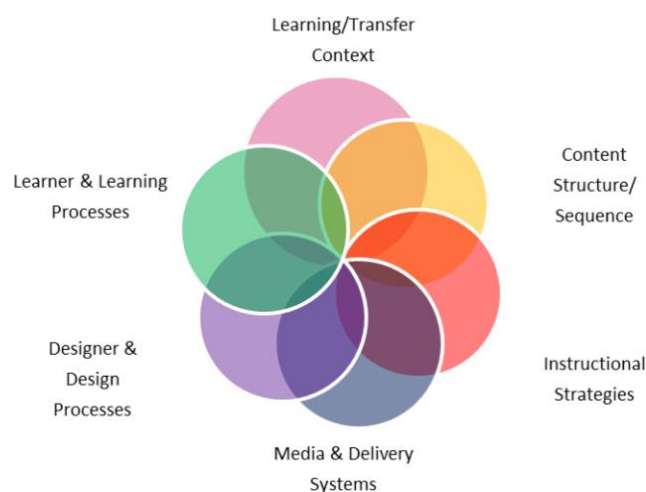 Learning/Transfer
Context
Content
Structure/
Sequence
Instructional
Strategies
Media & Delivery
Systems
Designer &
Design
Processes
Learner & Learning
Processes